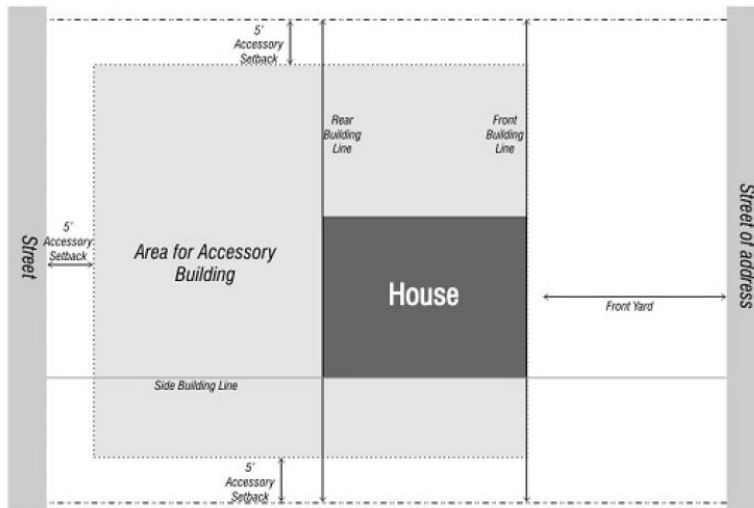 5'
Accessory
Setback
Rear
Building
Line
Front
Building
Line
Street
5'
Accessory
Setback
Area for Accessory
Building
House
Front Yard
Street of address
Side Building Line
5'
Accessory
Setback